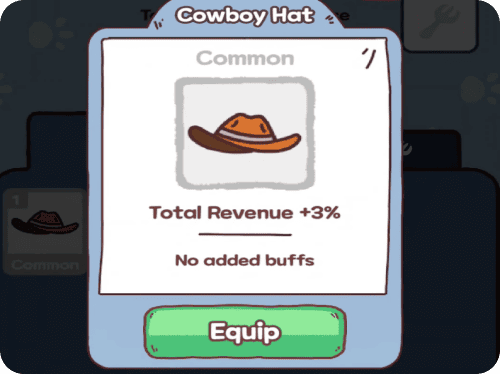 Cowboy Hat
Common
Total Revenue +3%
No added buffs
Equip
1
Common